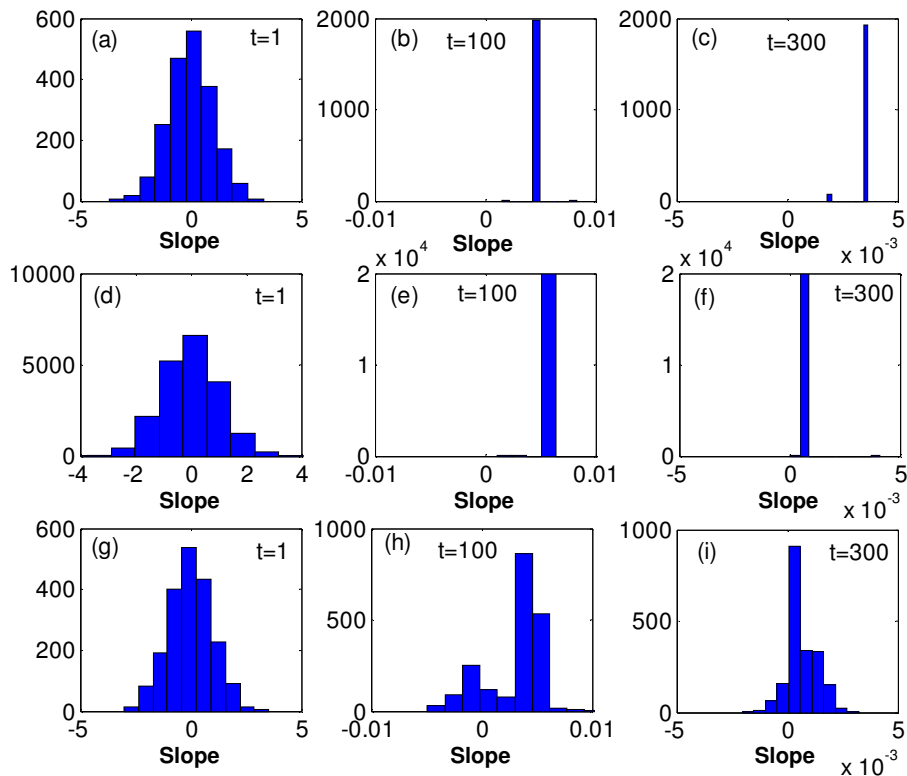 600
400
200
0
(a)
t=1
-5
0
5
Slope
2000
1000
0
(b)
t=100
-0.01
0
0.01
Slope
2000
1000
0
(c)
t=300
-5
0
5
Slope
x 10⁻³
10000
5000
0
(d)
t=1
-4
-2
0
2
4
Slope
x 10⁴
2
1
0
(e)
t=100
-0.01
0
0.01
Slope
x 10⁴
2
1
0
(f)
t=300
-5
0
5
Slope
x 10⁻³
600
400
200
0
(g)
t=1
-5
0
5
Slope
1000
500
0
(h)
t=100
-0.01
0
0.01
Slope
1000
500
0
(i)
t=300
-5
0
5
Slope
x 10⁻³